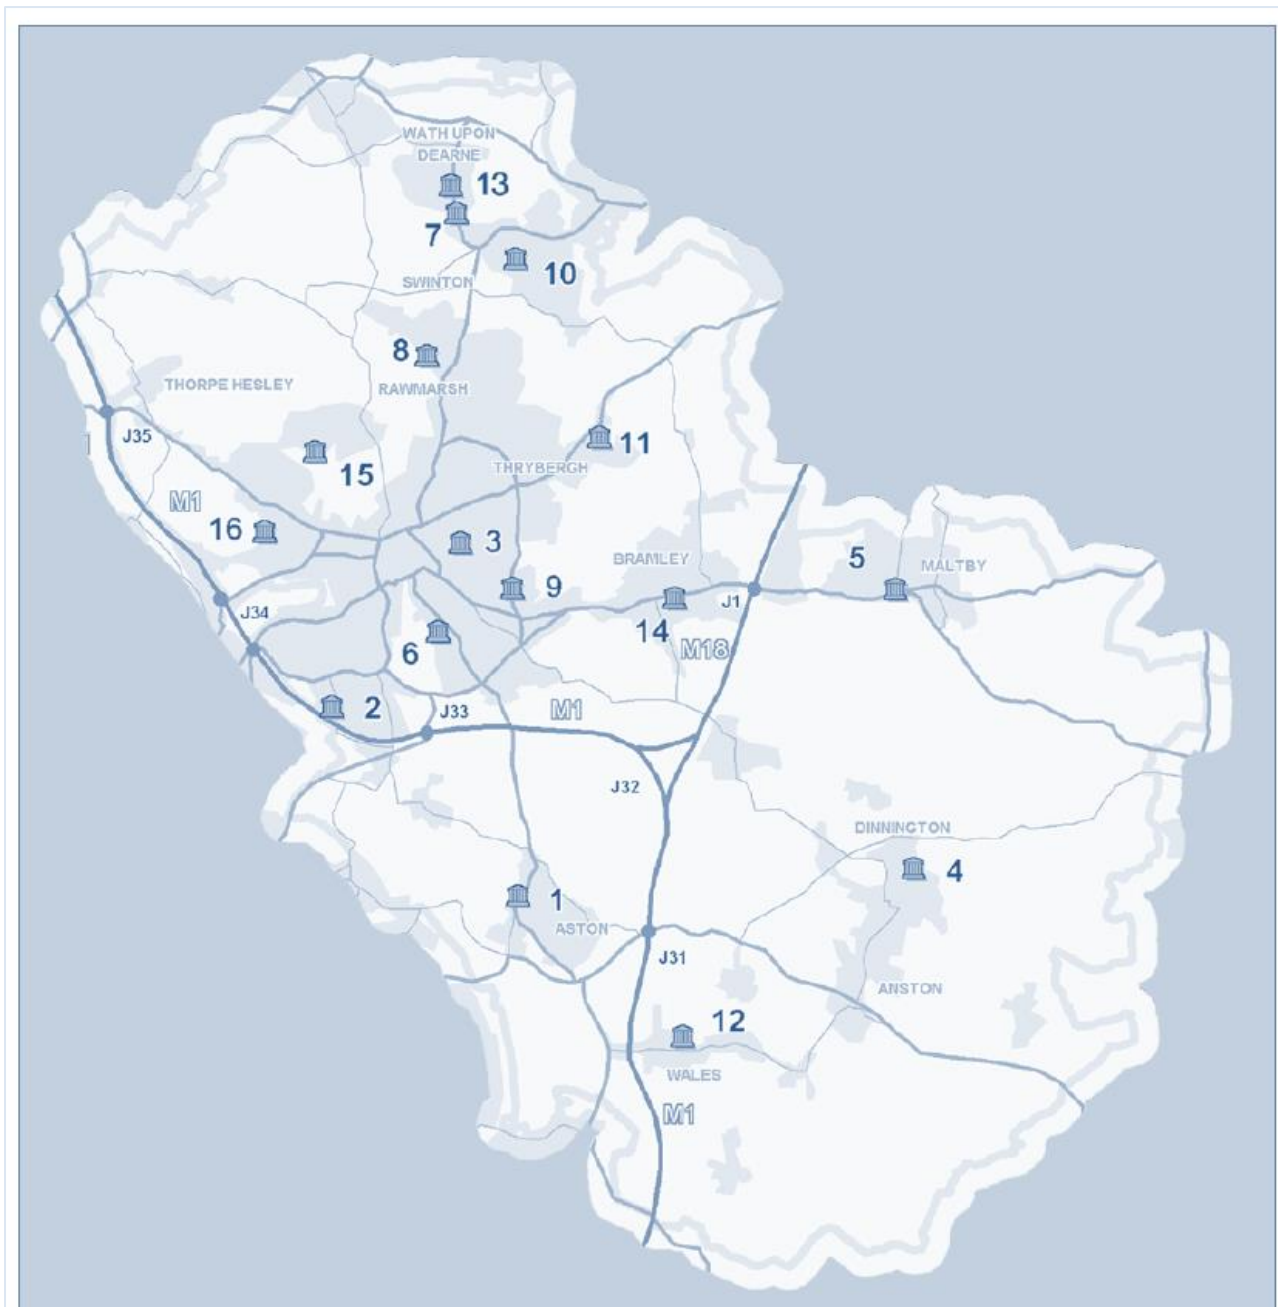 WATH UPON
DEARNE
13
7
10
SWINTON
8
RAWMARSH
THORPE HESLEY
J35
11
THRYBERGH
15
M1
16
3
BRAMLEY
5
MALTBY
9
J1
J34
14
6
M18
2
J33
M1
J32
DINNINGTON
4
1
ASTON
J31
ANSTON
12
WALES
M1